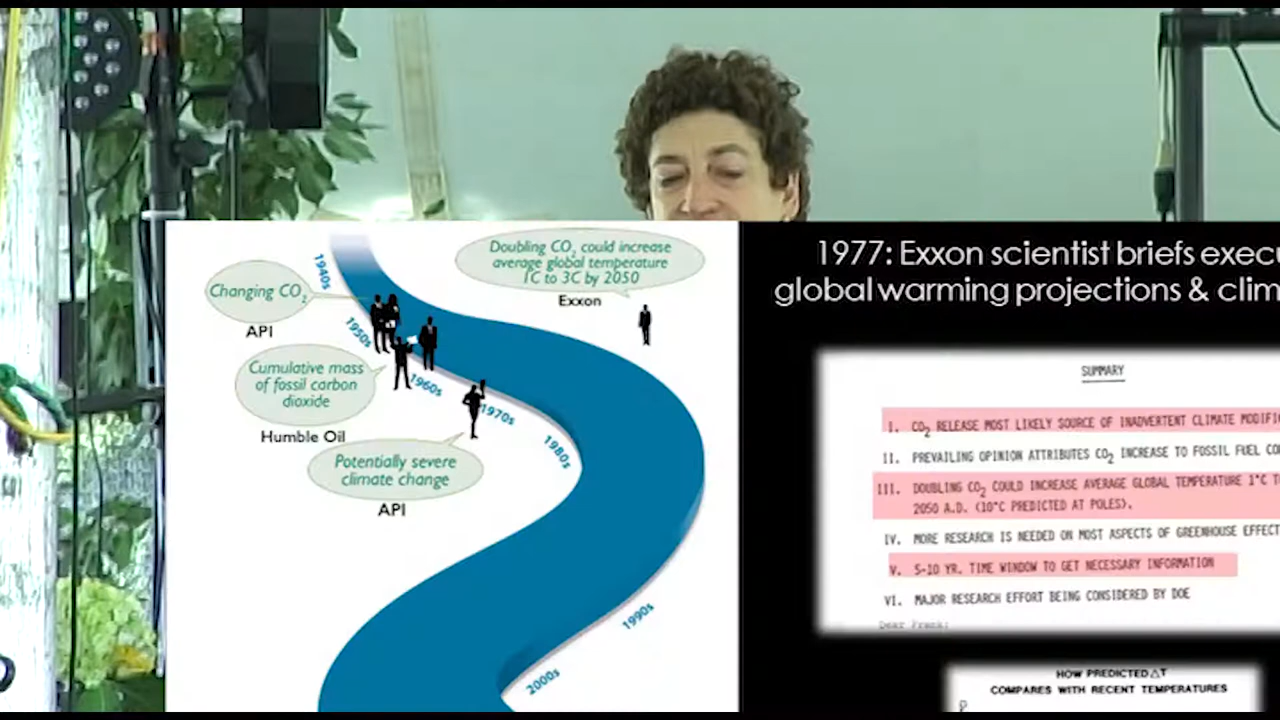 1940s
Changing CO2
API
1950s
Cumulative mass
of fossil carbon
dioxide
Humble Oil
1960s
Potentially severe
climate change
API
1970s
Doubling CO2 could increase
average global temperature
1C to 3C by 2050
Exxon
1980s
1990s
2000s
1977: Exxon scientist briefs execu
global warming projections & clim
SUMMARY
I. CO2 RELEASE MOST LIKELY SOURCE OF INADVERTENT CLIMATE MODIFI
II. PREVAILING OPINION ATTRIBUTES CO2 INCREASE TO FOSSIL FUEL CO
III. DOUBLING CO2 COULD INCREASE AVERAGE GLOBAL TEMPERATURE 1°C T
2050 A.D. (10°C PREDICTED AT POLES).
IV. MORE RESEARCH IS NEEDED ON MOST ASPECTS OF GREENHOUSE EFFECT
V. 5-10 YR. TIME WINDOW TO GET NECESSARY INFORMATION
VI. MAJOR RESEARCH EFFORT BEING CONSIDERED BY DOE
Dear Frank:
HOW PREDICTED △T
COMPARES WITH RECENT TEMPERATURES